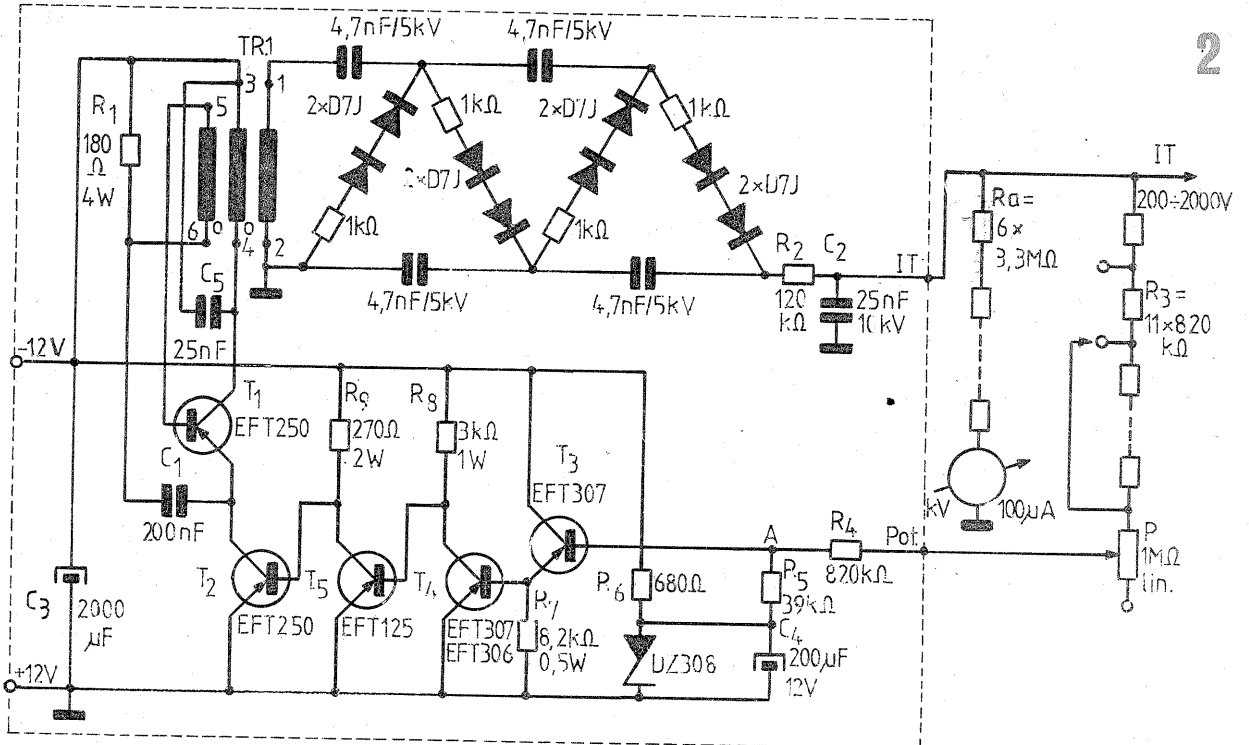 2
4,7nF/5kV
4,7nF/5kV
TR1
3
1
5
R1
180
Ω
4W
2×D7J
1kΩ
2×D7J
1kΩ
2×D7J
2×D7J
1kΩ
1kΩ
6
o
o
4
2
C5
25nF
4,7nF/5kV
4,7nF/5kV
R2
120
kΩ
C2
25nF
10kV
IT
IT
200÷2000V
Ra=
6×
3,3MΩ
R3=
11×820
kΩ
−12V
T1
EFT250
R9
270Ω
2W
R8
3kΩ
1W
T3
EFT307
C1
200nF
kV
100µA
A
R4
820kΩ
Pot.
P
1MΩ
lin.
C3
2000
µF
T2
EFT250
T5
EFT125
T4
EFT307
EFT306
R7
8,2kΩ
0,5W
R6
680Ω
R5
39kΩ
C4
200µF
12V
DZ308
+12V